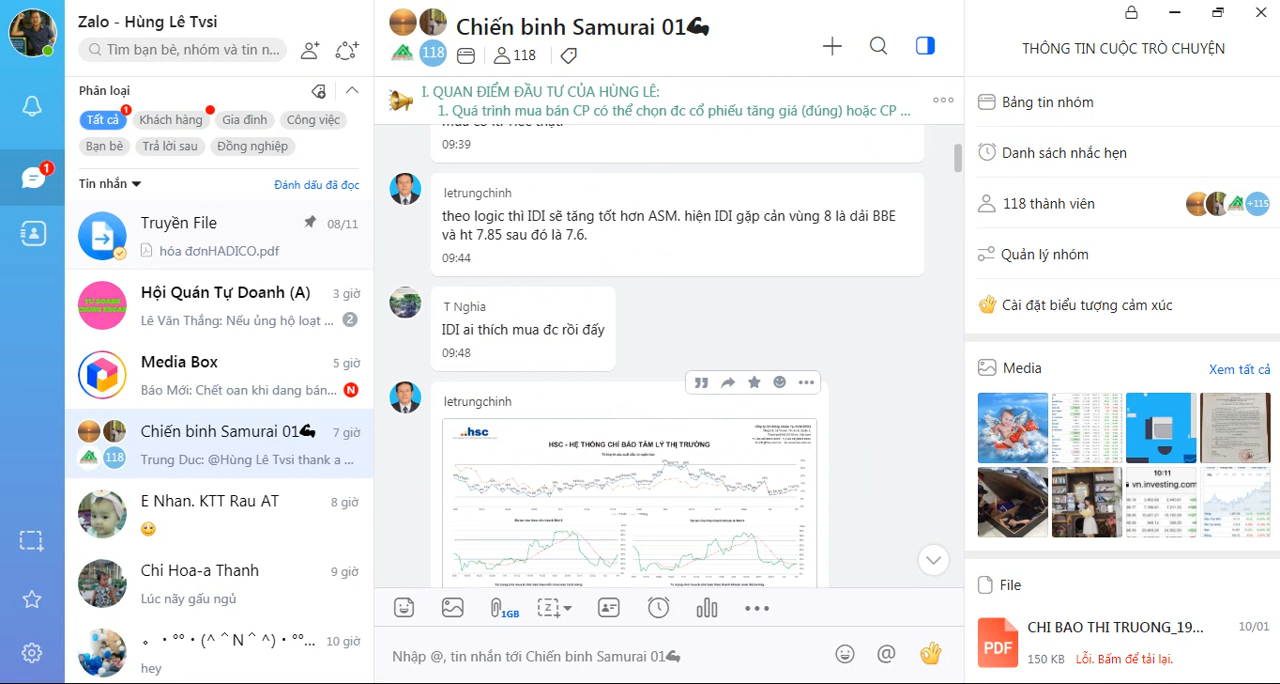 Zalo - Hùng Lê Tvsi
Tìm bạn bè, nhóm và tin n...
Phân loại
Tất cả
1
Khách hàng
Gia đình
Công việc
Bạn bè
Trả lời sau
Đồng nghiệp
1
Tin nhắn
Đánh dấu đã đọc
Truyền File
08/11
hóa đơnHADICO.pdf
Hội Quán Tự Doanh (A)
3 giờ
Lê Văn Thắng: Nếu ủng hộ loạt ...
2
Media Box
5 giờ
Báo Mới: Chết oan khi dang bán...
N
Chiến binh Samurai 01💪
7 giờ
118
Trung Duc: @Hùng Lê Tvsi thank a ...
E Nhan. KTT Rau AT
8 giờ
Chi Hoa-a Thanh
9 giờ
Lúc nãy gấu ngủ
。・°°・(^ ^N^ ^)・°°...
10 giờ
hey
Chiến binh Samurai 01💪
118
118
I. QUAN ĐIỂM ĐẦU TƯ CỦA HÙNG LÊ:
1. Quá trình mua bán CP có thể chọn đc cổ phiếu tăng giá (đúng) hoặc CP ...
09:39
letrungchinh
theo logic thì IDI sẽ tăng tốt hơn ASM. hiện IDI gặp cản vùng 8 là dải BBE
và ht 7.85 sau đó là 7.6.
09:44
T Nghia
IDI ai thích mua đc rồi đấy
09:48
letrungchinh
hsc
HSC - HỆ THỐNG CHỈ BÁO TÂM LÝ THỊ TRƯỜNG
1GB
Nhập @, tin nhắn tới Chiến binh Samurai 01💪
THÔNG TIN CUỘC TRÒ CHUYỆN
Bảng tin nhóm
Danh sách nhắc hẹn
118 thành viên
+115
Quản lý nhóm
Cài đặt biểu tượng cảm xúc
Media
Xem tất cả
10:11
vn.investing.com
File
PDF
CHI BAO THI TRUONG_19...
10/01
150 KB
Lỗi. Bấm để tải lại.